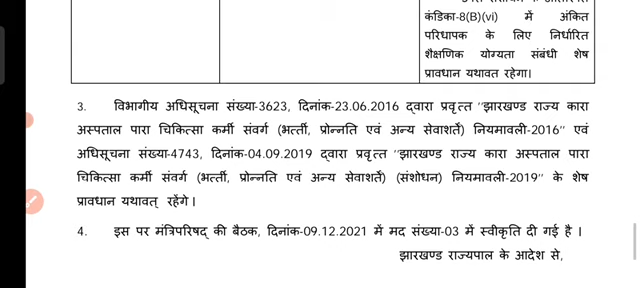 कंडिका-8(B)(vi) में अंकित
परिधापक के लिए निर्धारित
शैक्षणिक योग्यता संबंधी शेष
प्रावधान यथावत रहेगा।
3. विभागीय अधिसूचना संख्या-3623, दिनांक-23.06.2016 द्वारा प्रवृत्त "झारखण्ड राज्य कारा
अस्पताल पारा चिकित्सा कर्मी संवर्ग (भर्त्ती, प्रोन्नति एवं अन्य सेवाशर्तें) नियमावली-2016" एवं
अधिसूचना संख्या-4743, दिनांक-04.09.2019 द्वारा प्रवृत्त "झारखण्ड राज्य कारा अस्पताल पारा
चिकित्सा कर्मी संवर्ग (भर्त्ती, प्रोन्नति एवं अन्य सेवाशर्तें) (संशोधन) नियमावली-2019" के शेष
प्रावधान यथावत् रहेंगे ।
4. इस पर मंत्रिपरिषद् की बैठक, दिनांक-09.12.2021 में मद संख्या-03 में स्वीकृति दी गई है ।
झारखण्ड राज्यपाल के आदेश से,